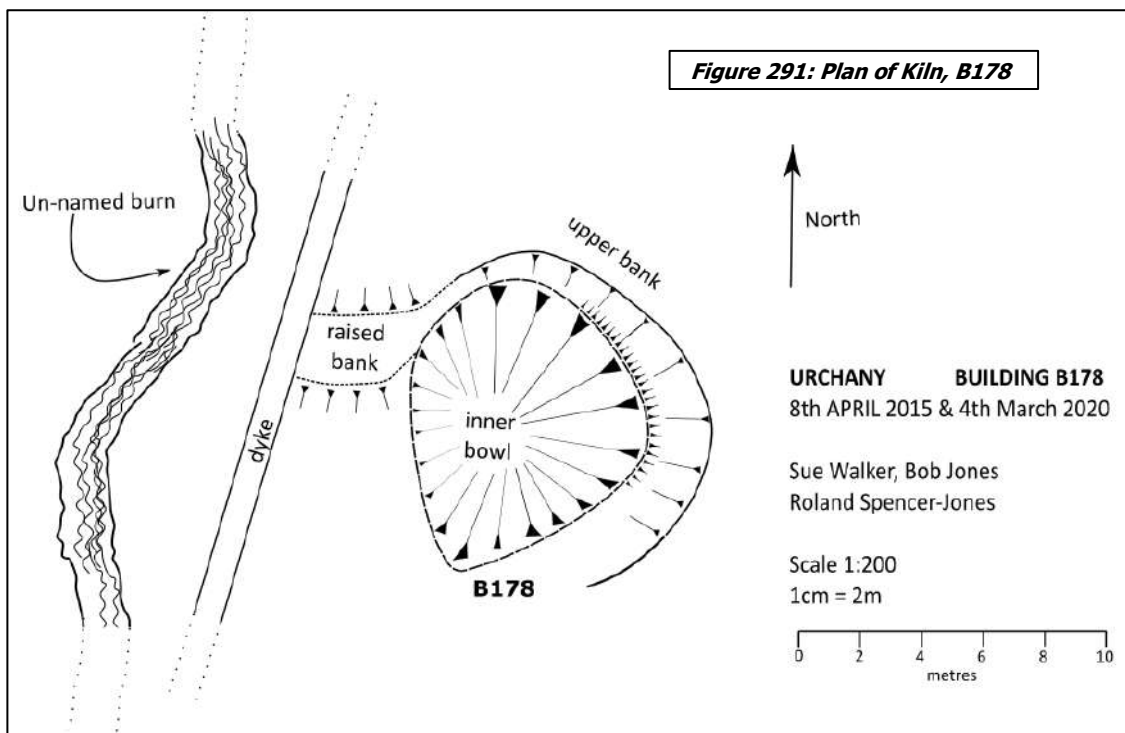 Figure 291: Plan of Kiln, B178
Un-named burn
North
upper bank
raised
bank
dyke
inner
bowl
B178
URCHANY BUILDING B178
8th APRIL 2015 & 4th March 2020
Sue Walker, Bob Jones
Roland Spencer-Jones
Scale 1:200
1cm = 2m
0 2 4 6 8 10
metres